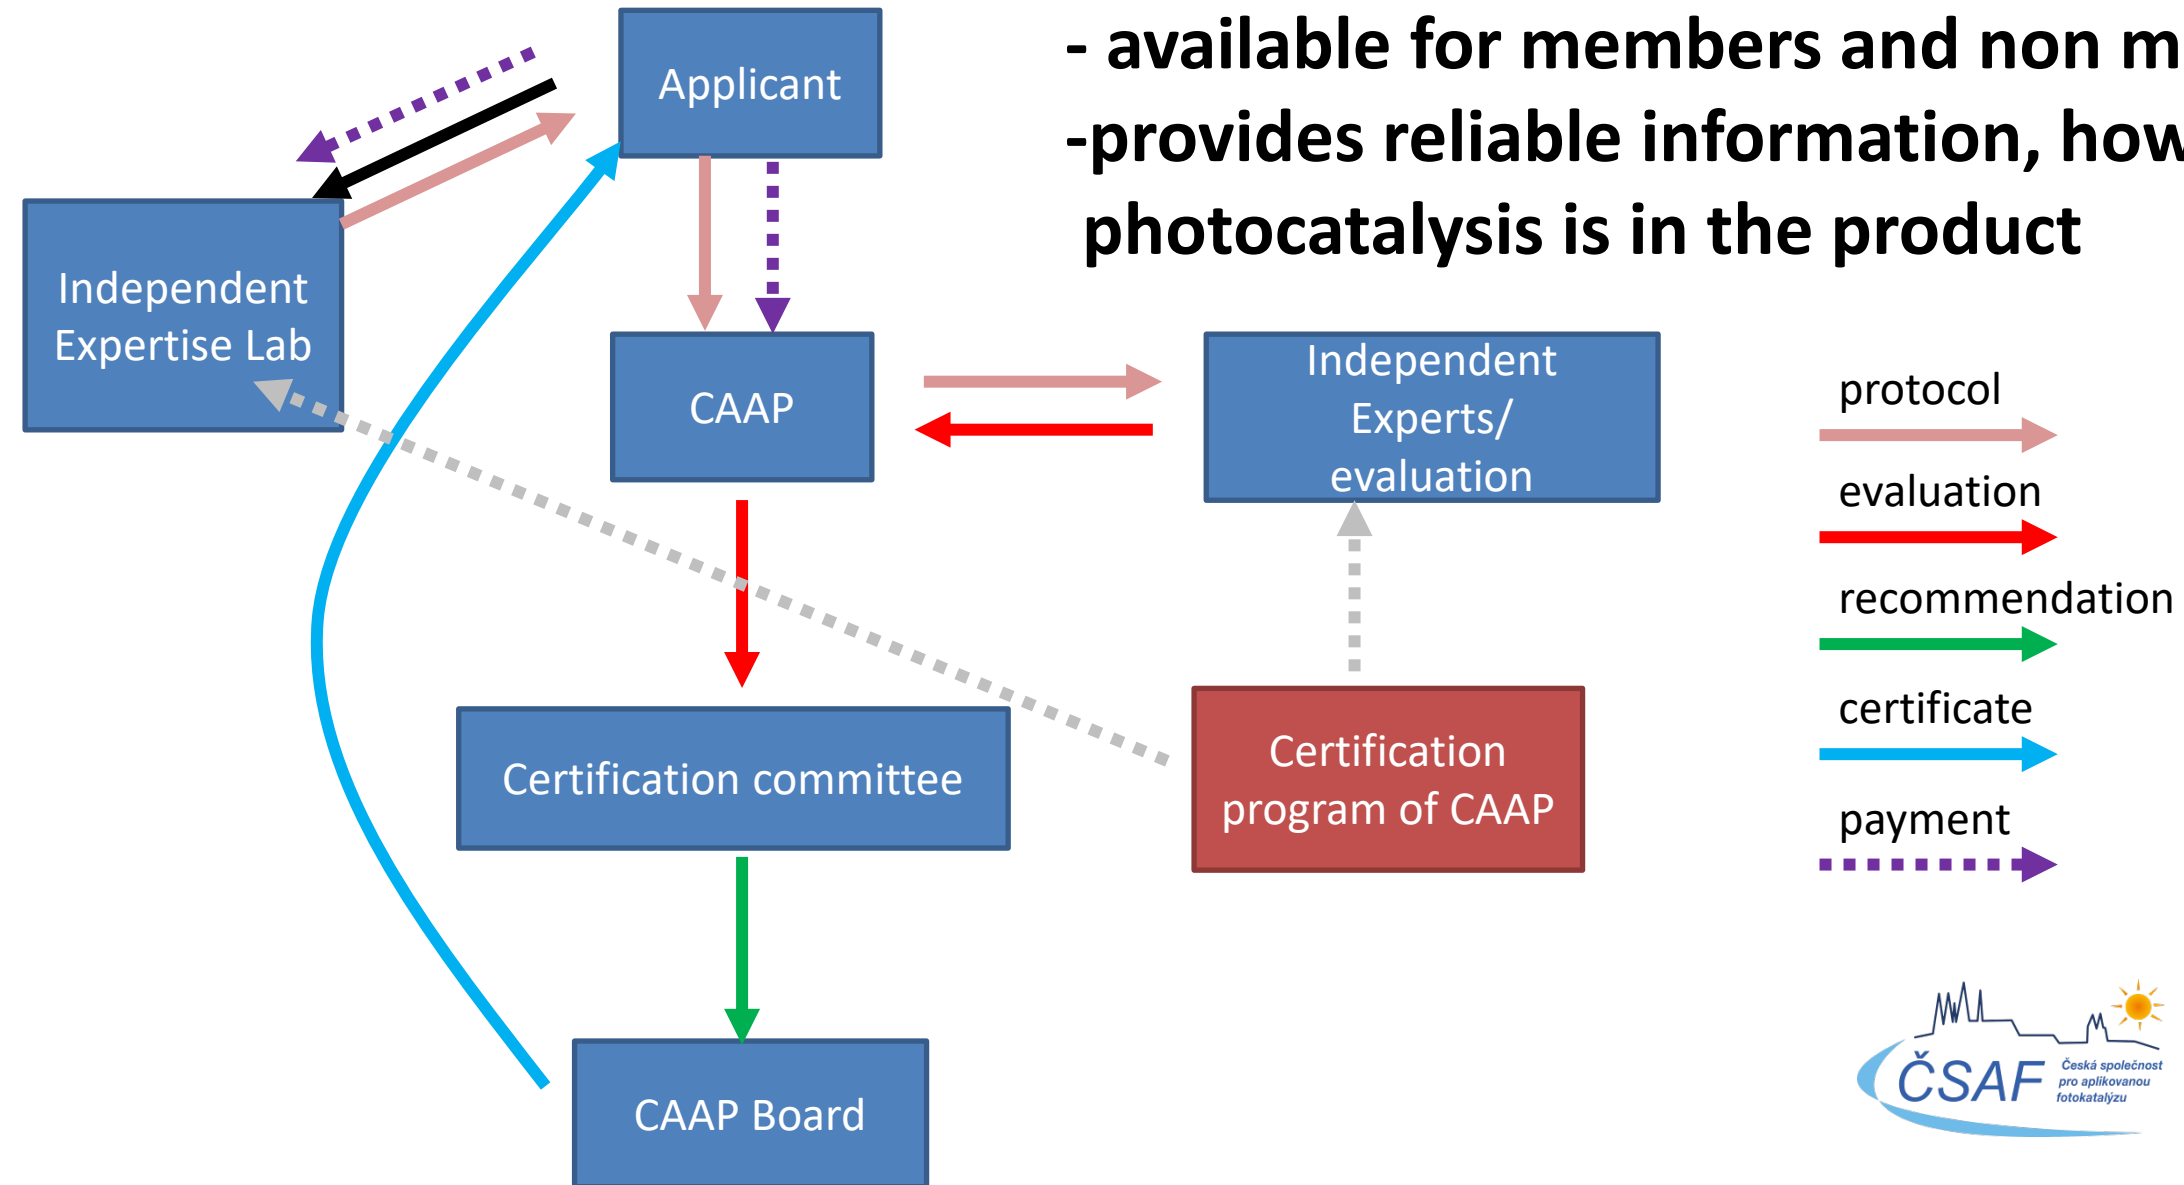 - available for members and non m
-provides reliable information, how
photocatalysis is in the product
Applicant
Independent
Expertise Lab
CAAP
Independent
Experts/
evaluation
Certification committee
Certification
program of CAAP
CAAP Board
protocol
evaluation
recommendation
certificate
payment
ČSAF
Česká společnost
pro aplikovanou
fotokatalýzu